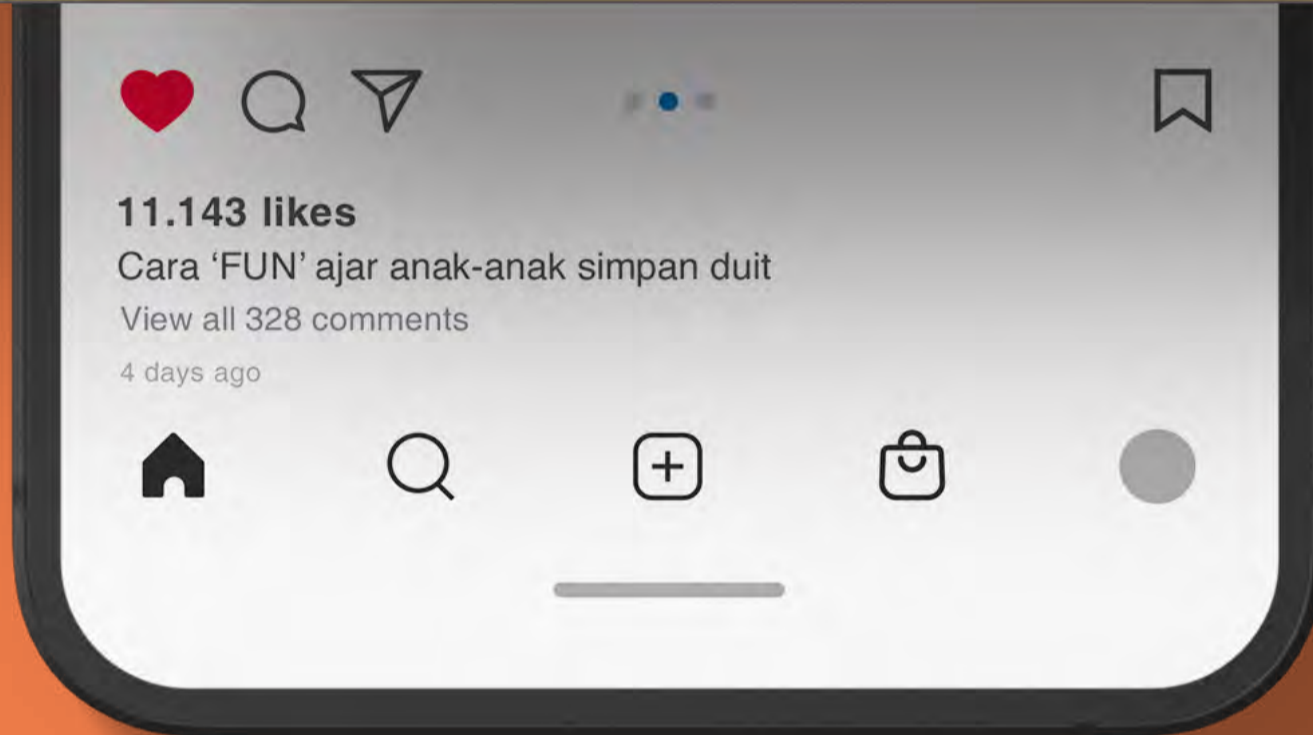 11.143 likes
Cara ‘FUN’ ajar anak-anak simpan duit
View all 328 comments
4 days ago